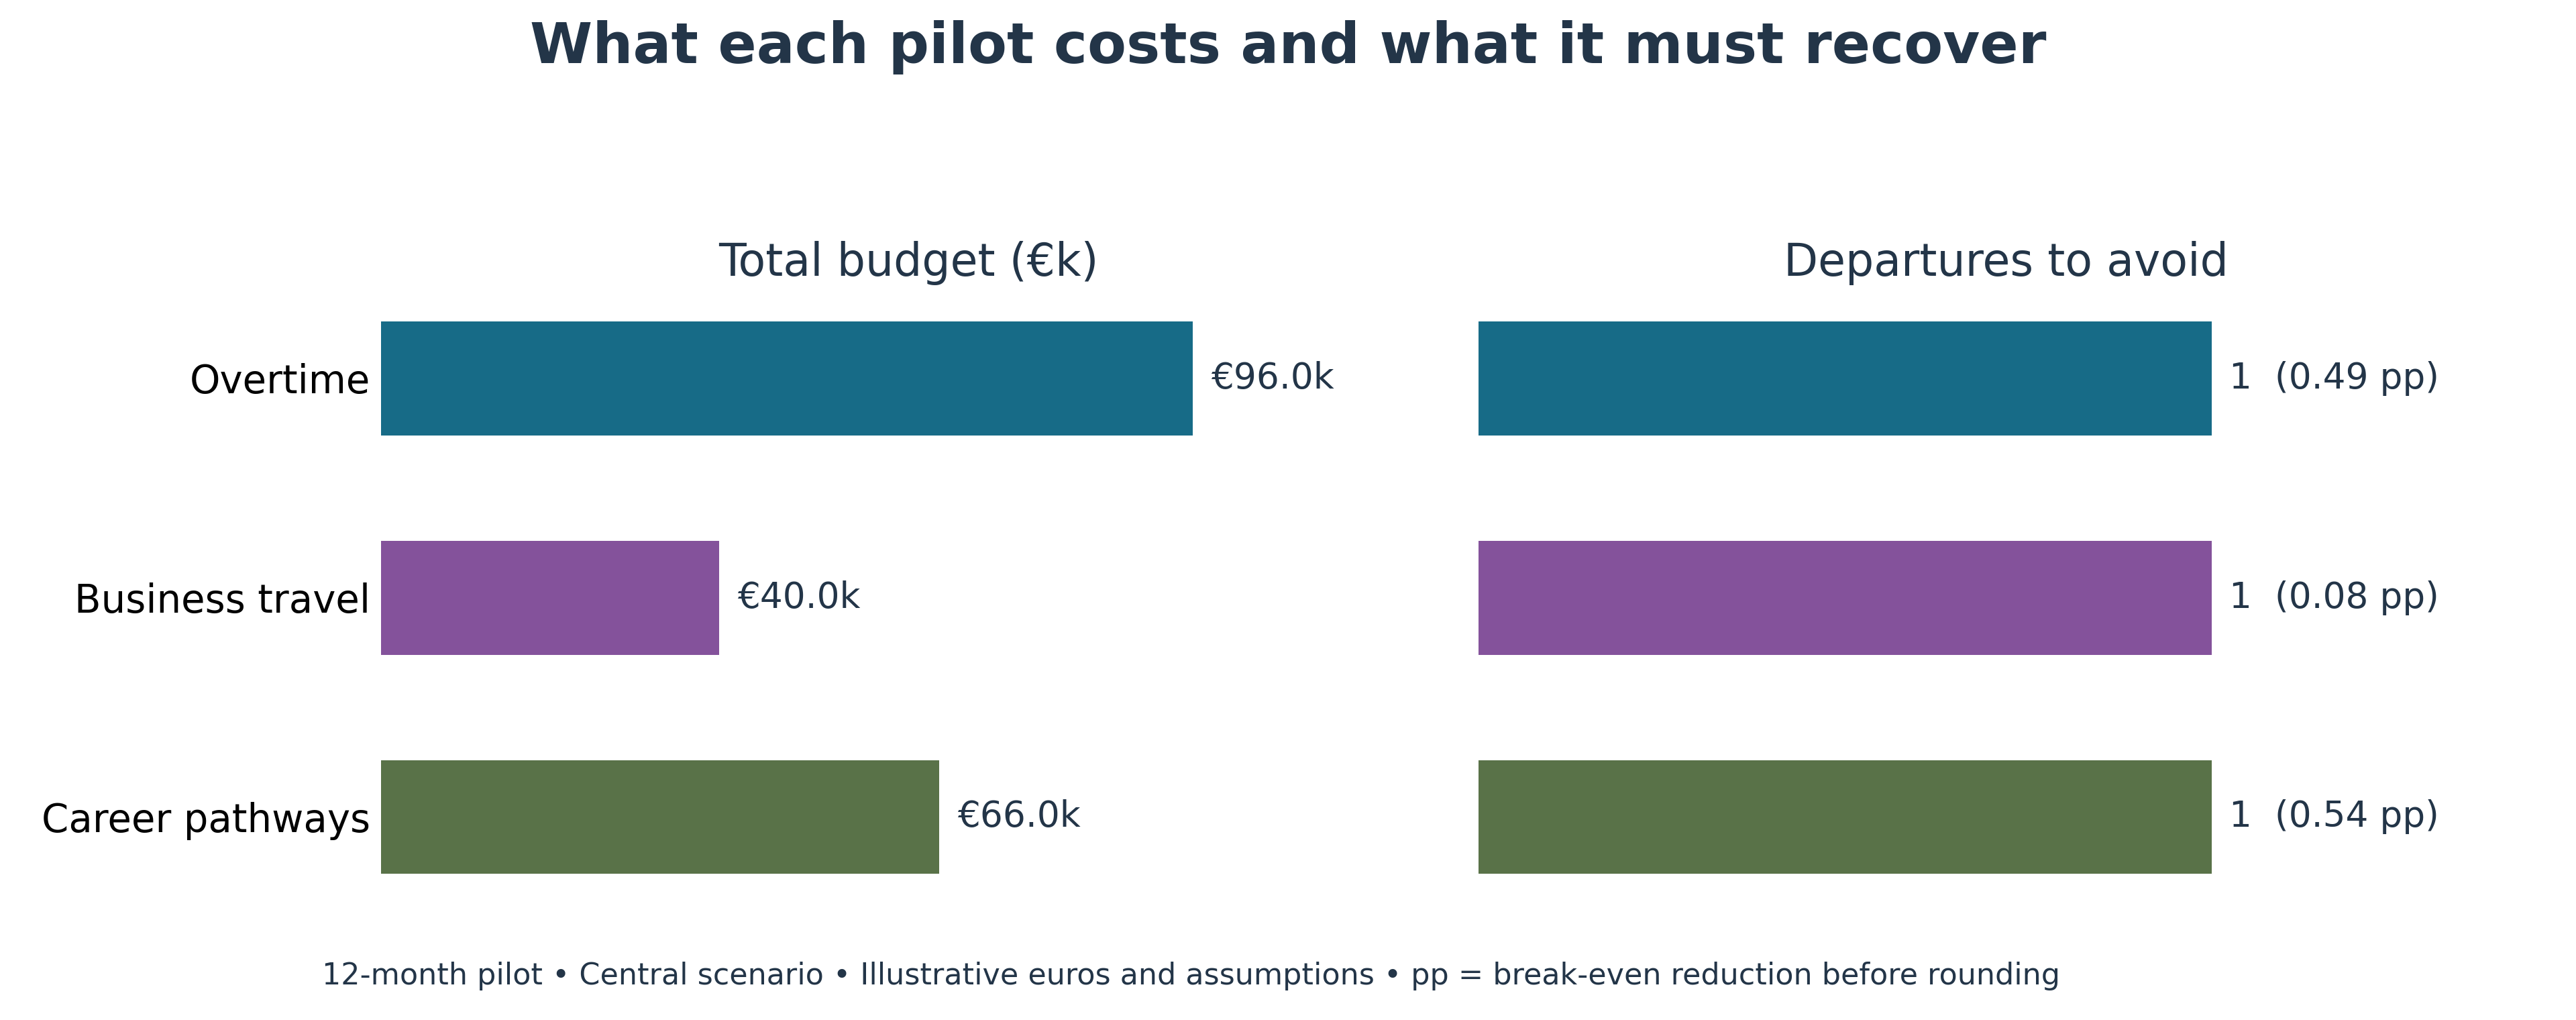 What each pilot costs and what it must recover
Total budget (€k)
Departures to avoid
Overtime
€96.0k
1 (0.49 pp)
Business travel
€40.0k
1 (0.08 pp)
Career pathways
€66.0k
1 (0.54 pp)
12-month pilot • Central scenario • Illustrative euros and assumptions • pp = break-even reduction before rounding